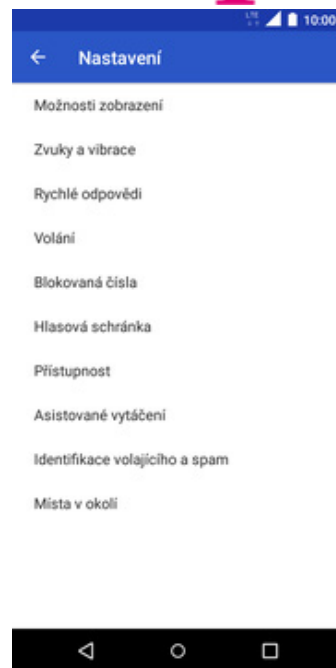 LTE 10:00
Nastavení
Možnosti zobrazení
Zvuky a vibrace
Rychlé odpovědi
Volání
Blokovaná čísla
Hlasová schránka
Přístupnost
Asistované vytáčení
Identifikace volajícího a spam
Místa v okolí